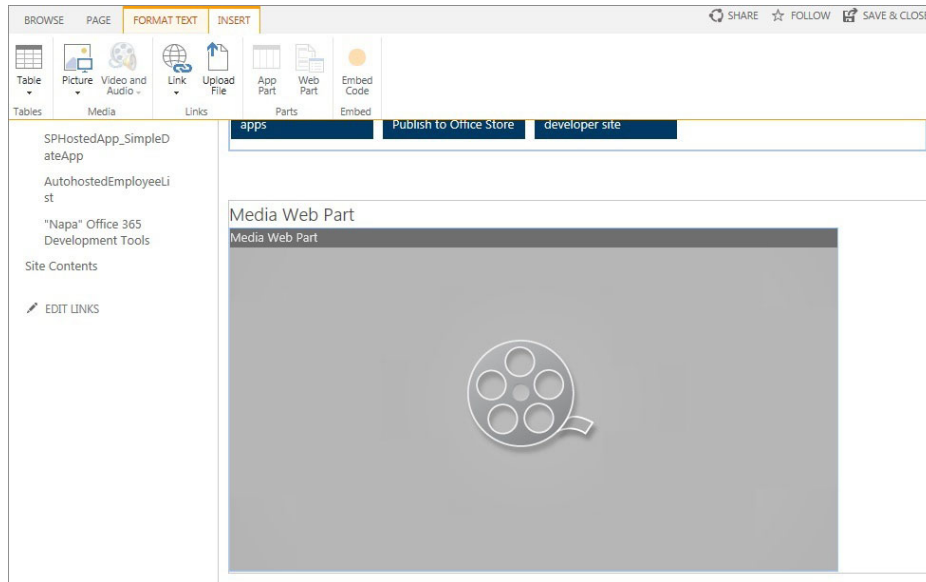 BROWSE PAGE FORMAT TEXT INSERT SHARE FOLLOW SAVE & CLOSE
Table Picture Video and Audio Link Upload File App Part Web Part Embed Code
Tables Media Links Parts Embed
apps Publish to Office Store developer site
SPHostedApp_SimpleD
ateApp
AutohostedEmployeeLi
st
"Napa" Office 365
Development Tools
Site Contents
EDIT LINKS
Media Web Part
Media Web Part